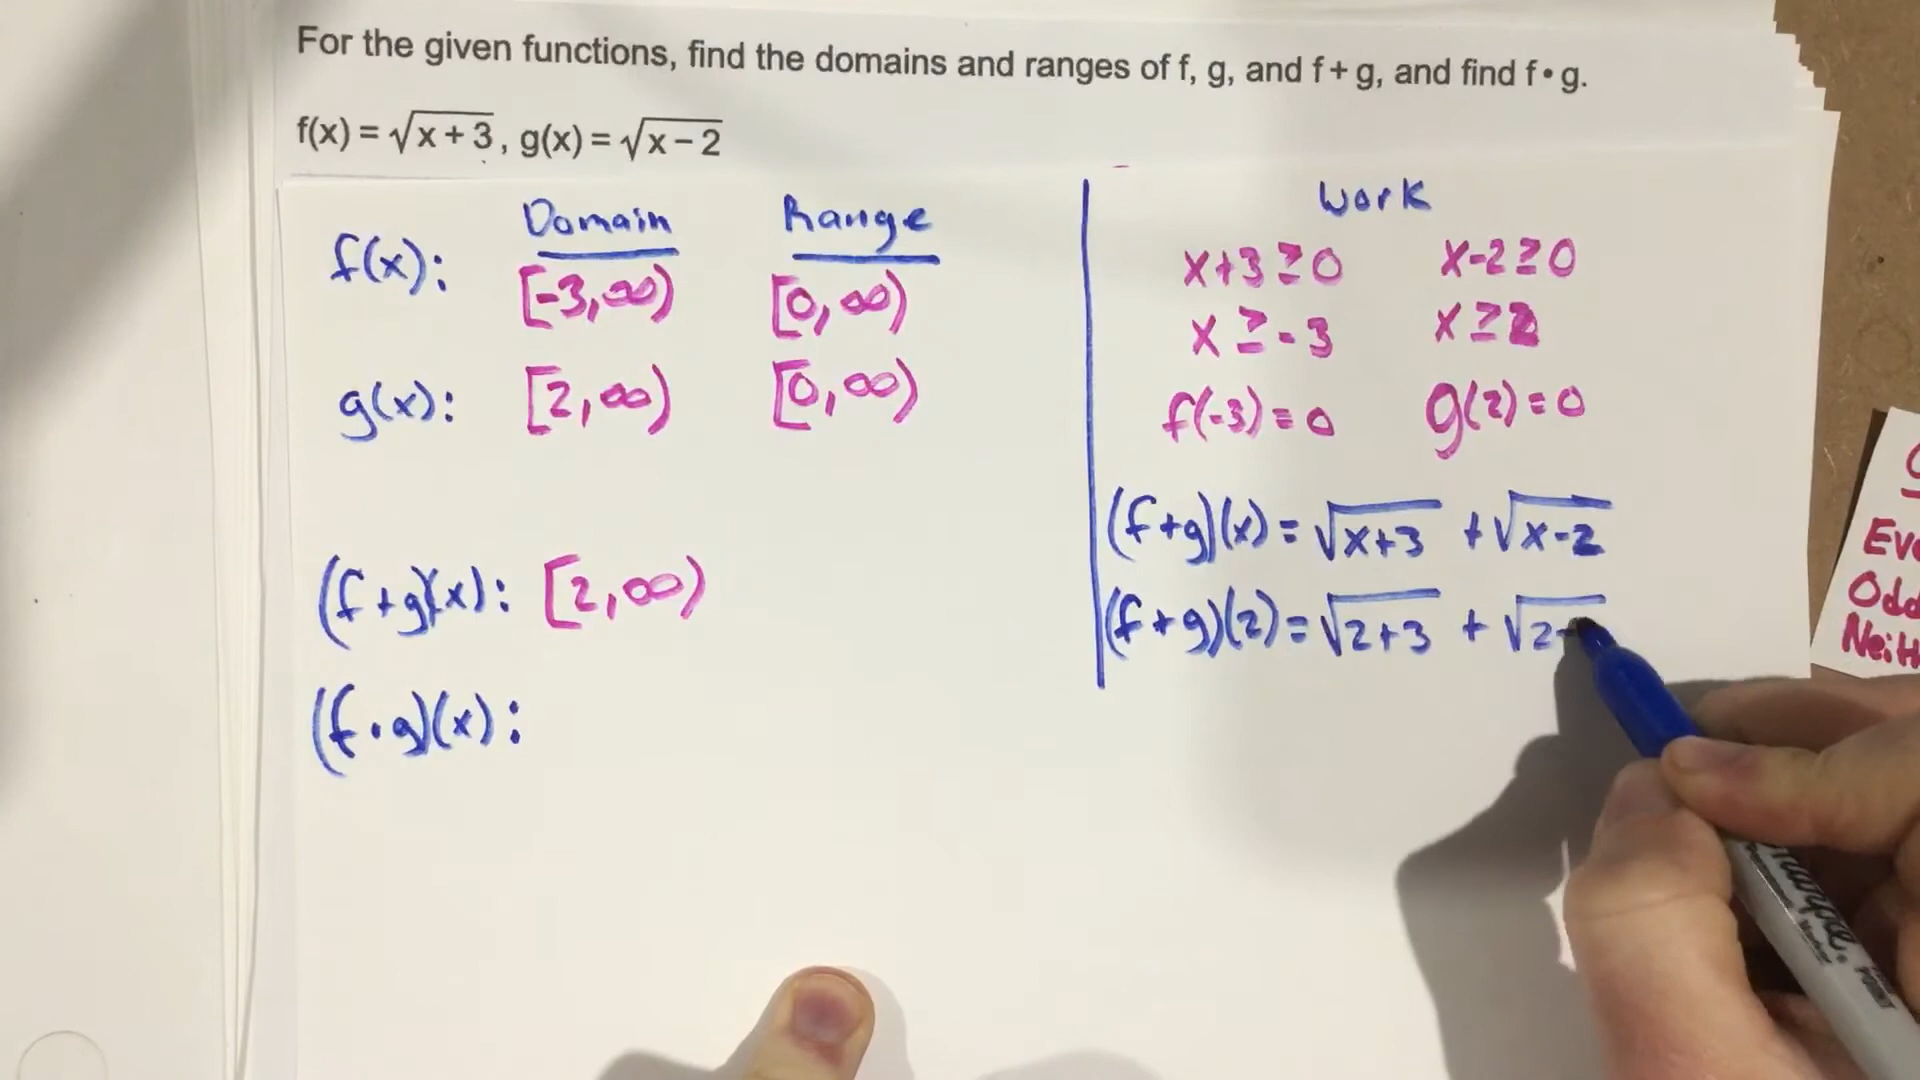 For the given functions, find the domains and ranges of f, g, and f + g, and find f • g.
f(x) = √x + 3, g(x) = √x − 2
Domain Range
f(x): [-3,∞) [0,∞)
g(x): [2,∞) [0,∞)
(f+g)(x): [2,∞)
(f·g)(x):
Work
x+3≥0 x-2≥0
x≥-3 x≥2
f(-3)=0 g(2)=0
(f+g)(x)=√x+3 +√x-2
(f+g)(2)=√2+3 +√2-
Odd
Sharpie.